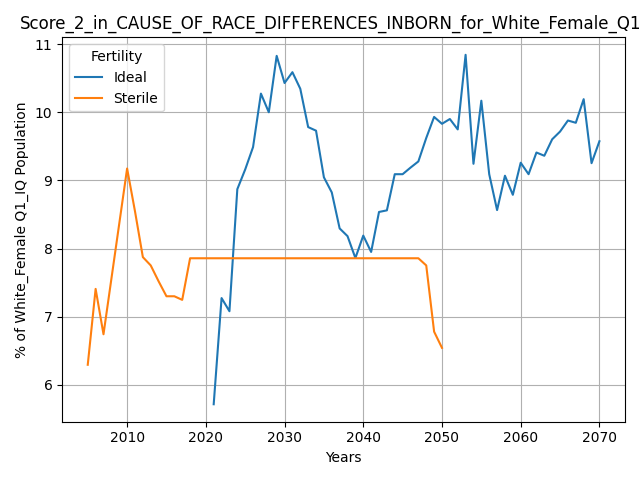 Score_2_in_CAUSE_OF_RACE_DIFFERENCES_INBORN_for_White_Female_Q1
Fertility
Ideal
Sterile
% of White_Female Q1_IQ Population
11
10
9
8
7
6
2010 2020 2030 2040 2050 2060 2070
Years